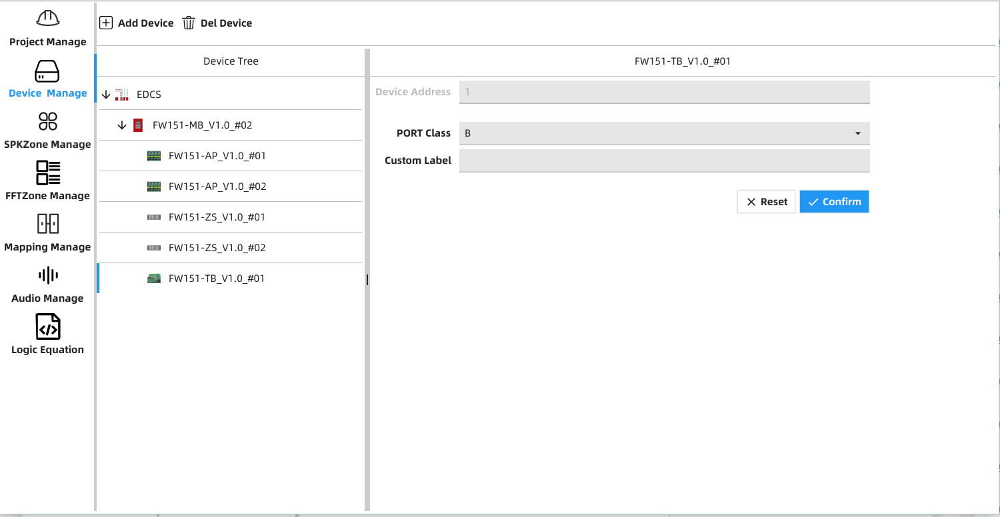 Add Device
Del Device
Project Manage
Device Manage
SPKZone Manage
FFTZone Manage
Mapping Manage
Audio Manage
Logic Equation
Device Tree
EDCS
FW151-MB_V1.0_#02
FW151-AP_V1.0_#01
FW151-AP_V1.0_#02
FW151-ZS_V1.0_#01
FW151-ZS_V1.0_#02
FW151-TB_V1.0_#01
FW151-TB_V1.0_#01
Device Address 1
PORT Class B
Custom Label
Reset Confirm